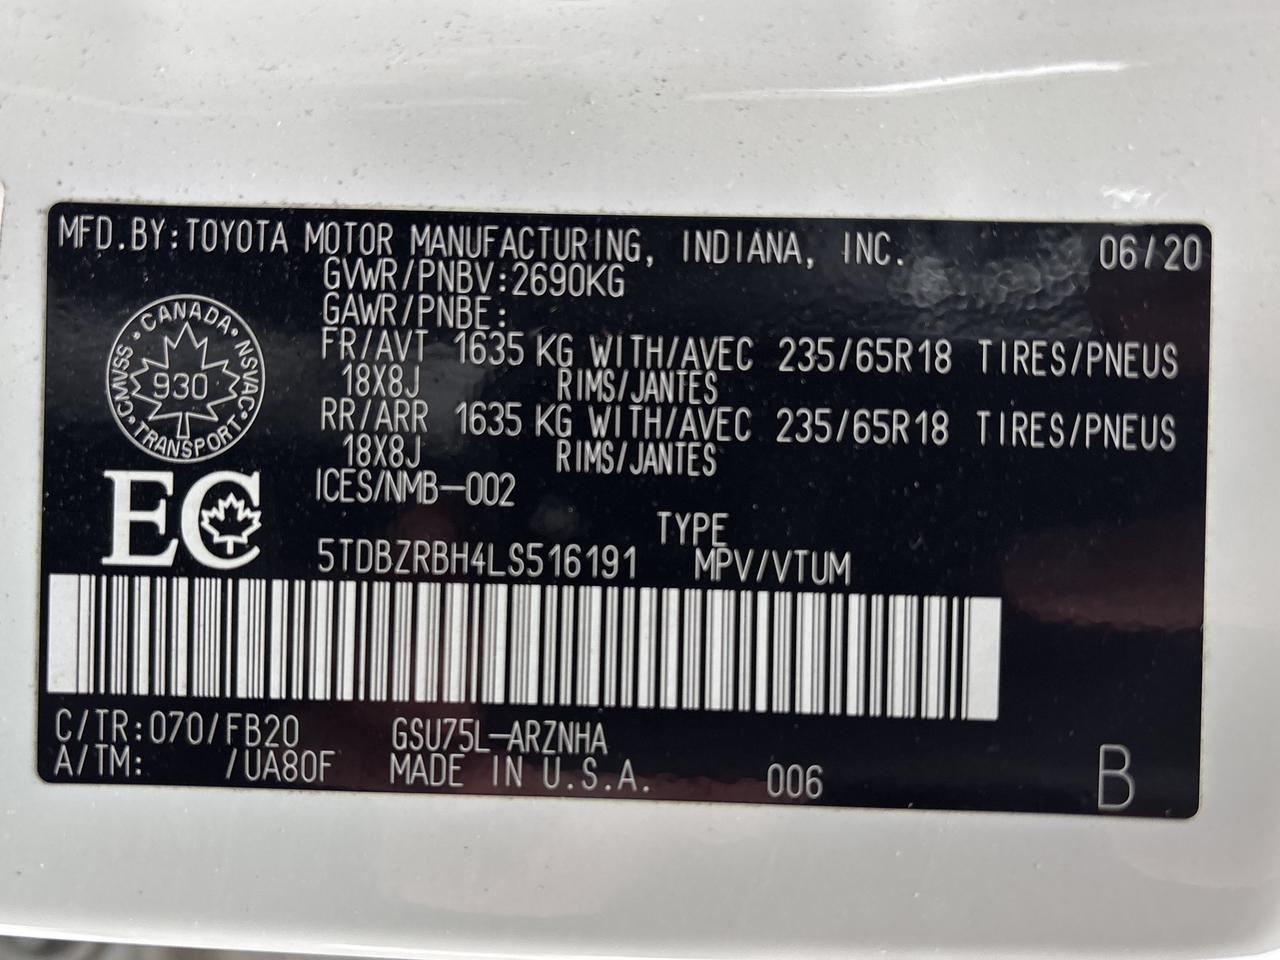 MFD.BY:TOYOTA MOTOR MANUFACTURING, INDIANA, INC. 06/20
GVWR/PNBV:2690KG
GAWR/PNBE:
FR/AVT 1635 KG WITH/AVEC 235/65R18 TIRES/PNEUS
18X8J RIMS/JANTES
RR/ARR 1635 KG WITH/AVEC 235/65R18 TIRES/PNEUS
18X8J RIMS/JANTES
CANADA
NSVAC
TRANSPORT
CMVSS
930
EC
ICES/NMB-002
TYPE
5TDBZRBH4LS516191 MPV/VTUM
C/TR:070/FB20 GSU75L-ARZNHA
A/TM: /UA80F MADE IN U.S.A. 006 B